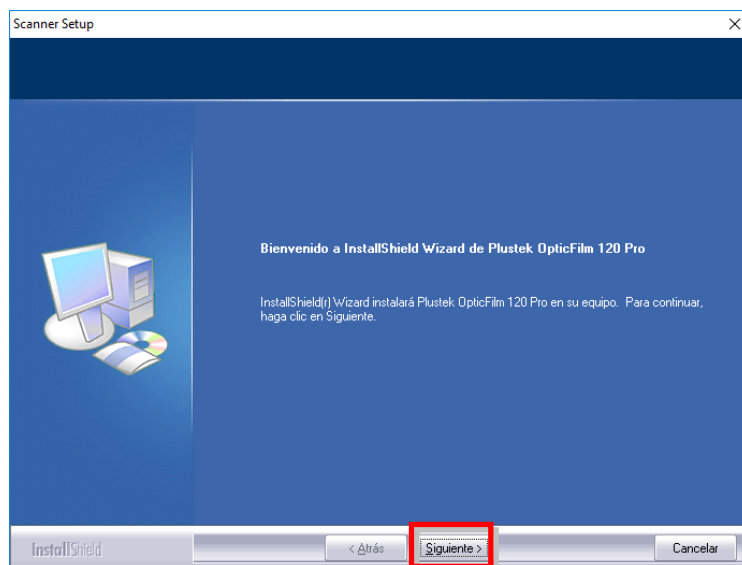 Scanner Setup
Bienvenido a InstallShield Wizard de Plustek OpticFilm 120 Pro
InstallShield(r) Wizard instalará Plustek OpticFilm 120 Pro en su equipo. Para continuar,
haga clic en Siguiente.
InstallShield
< Atrás Siguiente > Cancelar